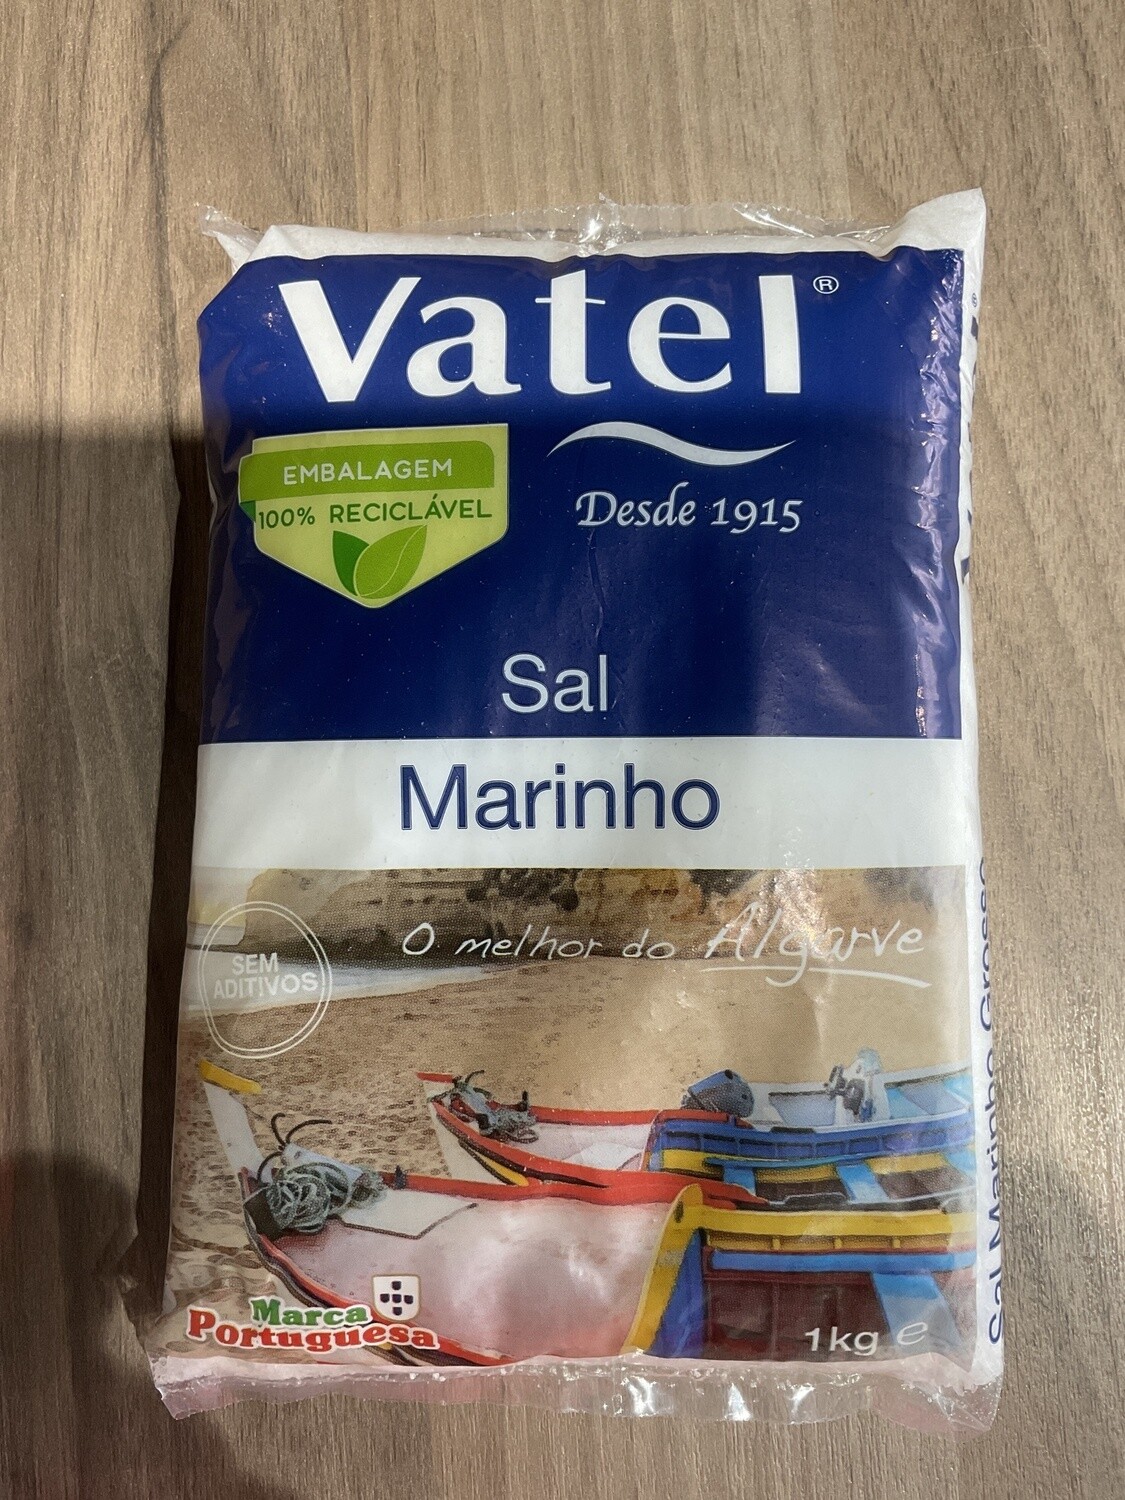 Vatel®
EMBALAGEM
100% RECICLÁVEL
Desde 1915
Sal
Marinho
O melhor do Algarve
SEM
ADITIVOS
Marca
Portuguesa
1kg e
Sal Marinho Grosso